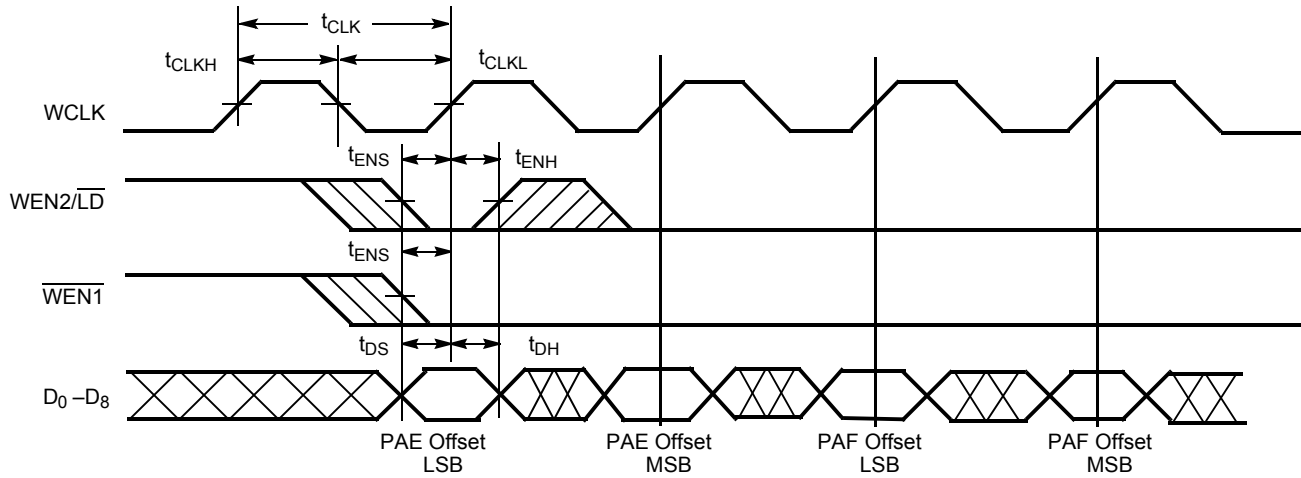 tCLK
tCLKH
tCLKL
WCLK
tENS
tENH
WEN2/LD
tENS
WEN1
tDS
tDH
D0 –D8
PAE Offset
LSB
PAE Offset
MSB
PAF Offset
LSB
PAF Offset
MSB